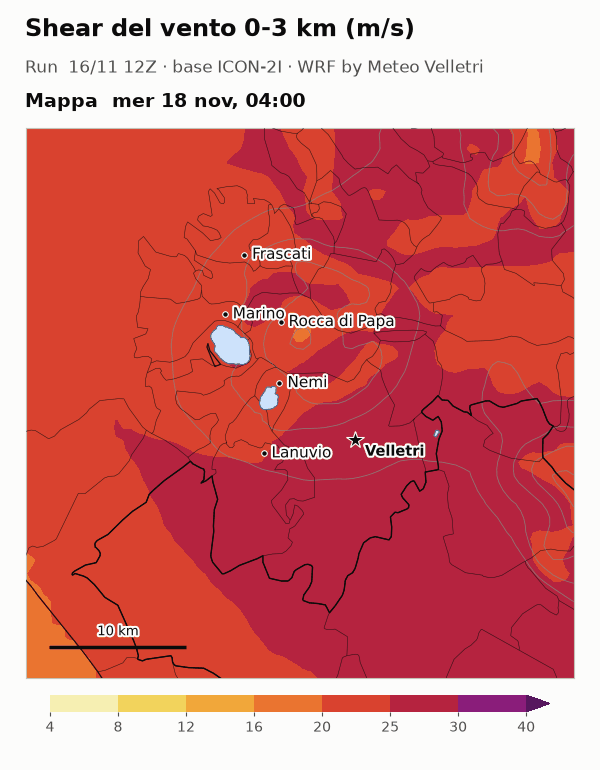 Shear del vento 0-3 km (m/s)
Run  16/11 12Z · base ICON-2I · WRF by Meteo Velletri
Mappa  mer 18 nov, 04:00
Frascati
Marino
Rocca di Papa
Nemi
Velletri
Lanuvio
10 km
4 8 12 16 20 25 30 40